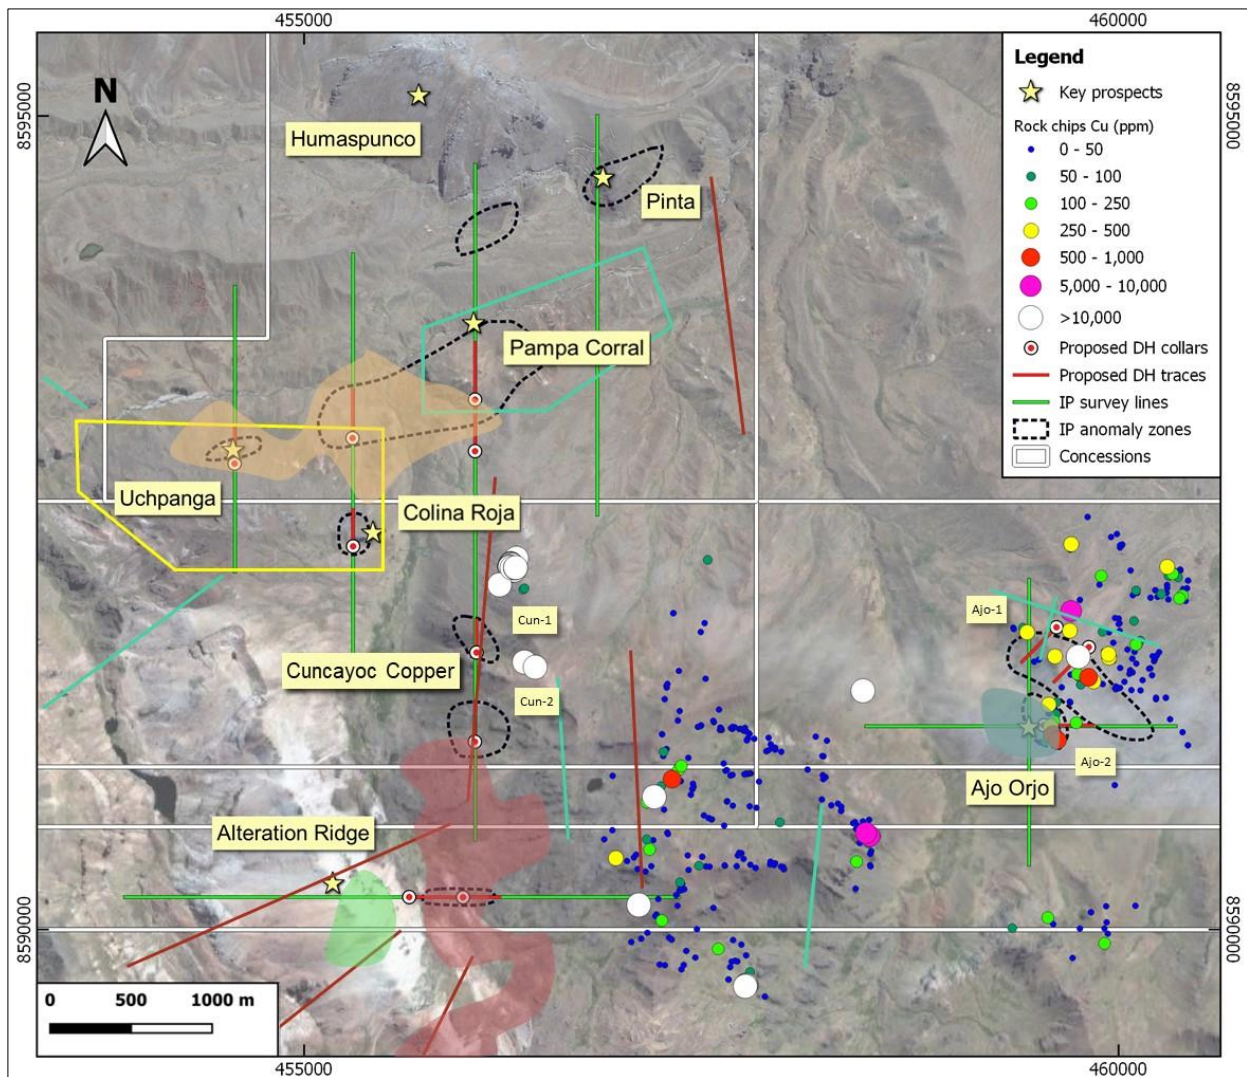 455000
460000
N
8595000
8595000
Legend
Key prospects
Rock chips Cu (ppm)
0 - 50
50 - 100
100 - 250
250 - 500
500 - 1,000
5,000 - 10,000
>10,000
Proposed DH collars
Proposed DH traces
IP survey lines
IP anomaly zones
Concessions
Humaspunco
Pinta
Pampa Corral
Uchpanga
Colina Roja
Cun-1
Ajo-1
Cuncayoc Copper
Cun-2
Ajo-2
Ajo Orjo
Alteration Ridge
8590000
8590000
0 500 1000 m
455000
460000